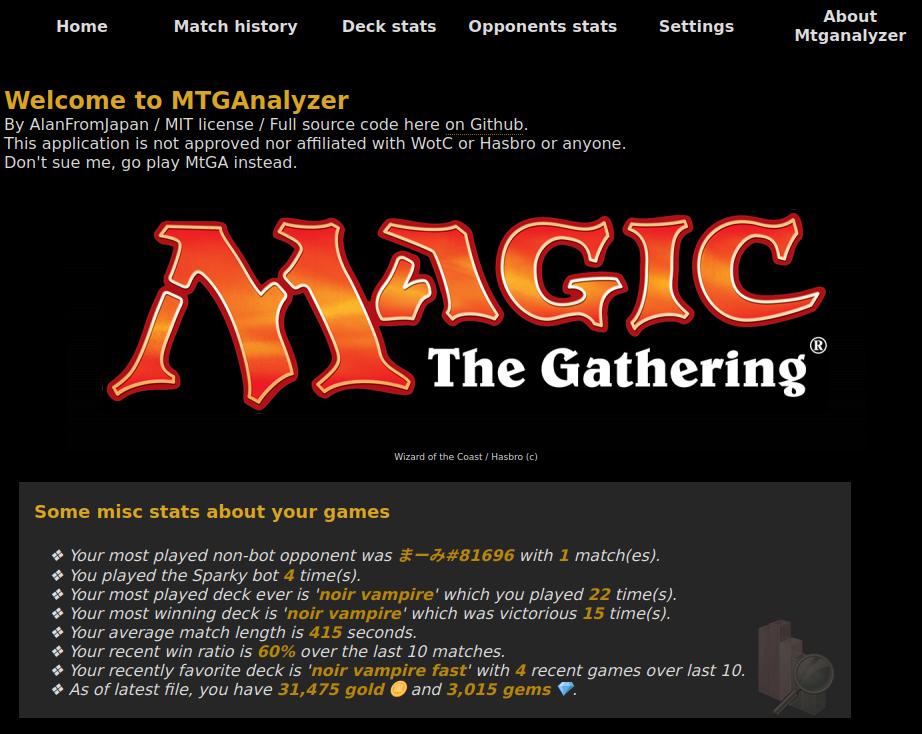 Home Match history Deck stats Opponents stats Settings About Mtganalyzer
Welcome to MTGAnalyzer
By AlanFromJapan / MIT license / Full source code here on Github.
This application is not approved nor affiliated with WotC or Hasbro or anyone.
Don't sue me, go play MtGA instead.
MAGIC
The Gathering®
Wizard of the Coast / Hasbro (c)
Some misc stats about your games
❖ Your most played non-bot opponent was まーみ#81696 with 1 match(es).
❖ You played the Sparky bot 4 time(s).
❖ Your most played deck ever is 'noir vampire' which you played 22 time(s).
❖ Your most winning deck is 'noir vampire' which was victorious 15 time(s).
❖ Your average match length is 415 seconds.
❖ Your recent win ratio is 60% over the last 10 matches.
❖ Your recently favorite deck is 'noir vampire fast' with 4 recent games over last 10.
❖ As of latest file, you have 31,475 gold 🪙 and 3,015 gems 💎.